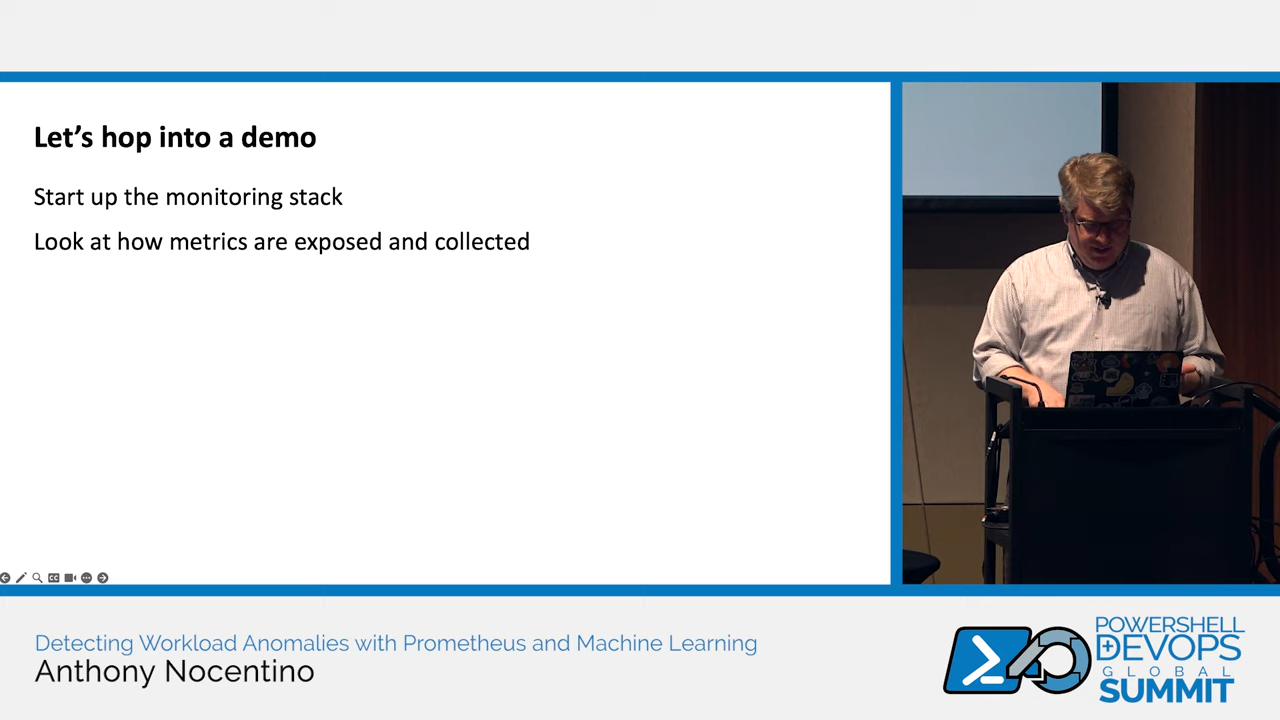 Let's hop into a demo
Start up the monitoring stack
Look at how metrics are exposed and collected
Detecting Workload Anomalies with Prometheus and Machine Learning
Anthony Nocentino
POWERSHELL
DEVOPS
GLOBAL
SUMMIT